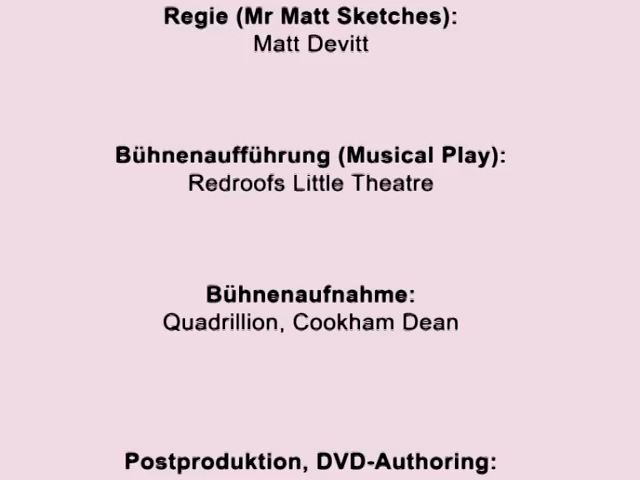 Regie (Mr Matt Sketches):
Matt Devitt
Bühnenaufführung (Musical Play):
Redroofs Little Theatre
Bühnenaufnahme:
Quadrillion, Cookham Dean
Postproduktion, DVD-Authoring: